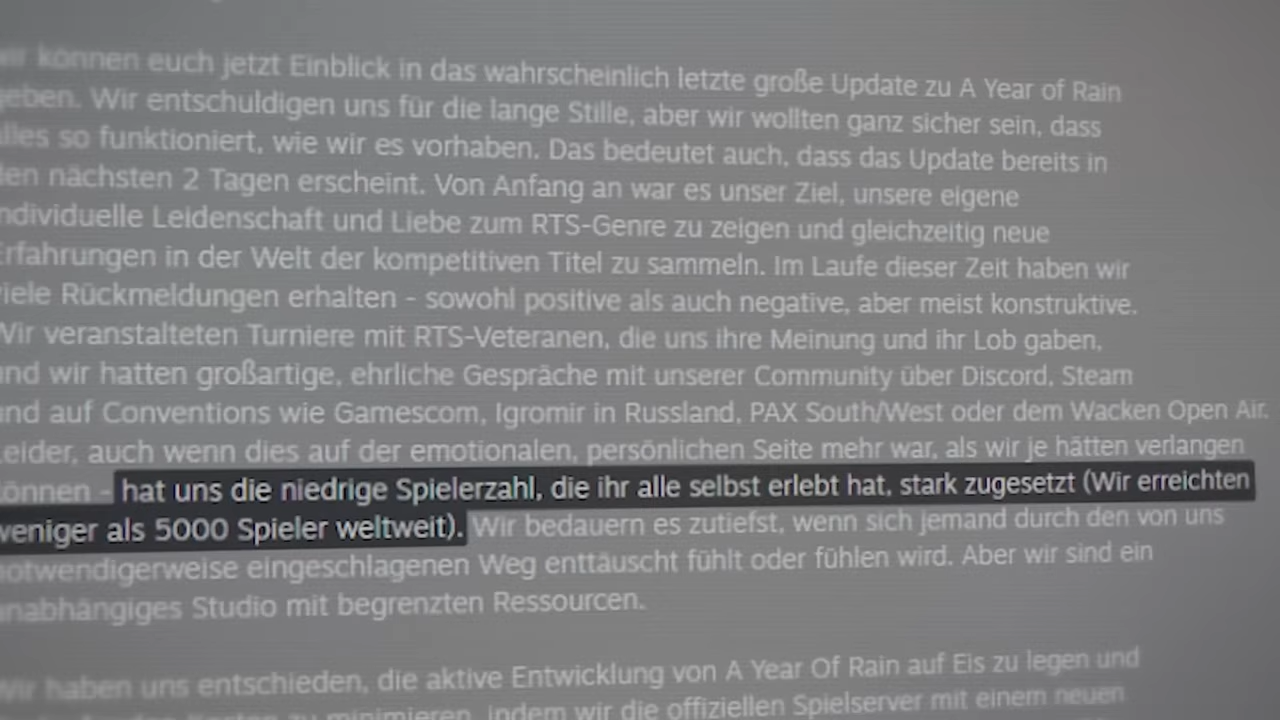 wir können euch jetzt Einblick in das wahrscheinlich letzte große Update zu A Year of Rain
geben. Wir entschuldigen uns für die lange Stille, aber wir wollten ganz sicher sein, dass
alles so funktioniert, wie wir es vorhaben. Das bedeutet auch, dass das Update bereits in
den nächsten 2 Tagen erscheint. Von Anfang an war es unser Ziel, unsere eigene
ndividuelle Leidenschaft und Liebe zum RTS-Genre zu zeigen und gleichzeitig neue
Erfahrungen in der Welt der kompetitiven Titel zu sammeln. Im Laufe dieser Zeit haben wir
viele Rückmeldungen erhalten - sowohl positive als auch negative, aber meist konstruktive.
Wir veranstalteten Turniere mit RTS-Veteranen, die uns ihre Meinung und ihr Lob gaben,
und wir hatten großartige, ehrliche Gespräche mit unserer Community über Discord, Steam
und auf Conventions wie Gamescom, Igromir in Russland, PAX South/West oder dem Wacken Open Air.
Leider, auch wenn dies auf der emotionalen, persönlichen Seite mehr war, als wir je hätten verlangen
können - hat uns die niedrige Spielerzahl, die ihr alle selbst erlebt hat, stark zugesetzt (Wir erreichten
weniger als 5000 Spieler weltweit). Wir bedauern es zutiefst, wenn sich jemand durch den von uns
notwendigerweise eingeschlagenen Weg enttäuscht fühlt oder fühlen wird. Aber wir sind ein
unabhängiges Studio mit begrenzten Ressourcen.
Wir haben uns entschieden, die aktive Entwicklung von A Year Of Rain auf Eis zu legen und
Kosten zu minimieren, indem wir die offiziellen Spielserver mit einem neuen